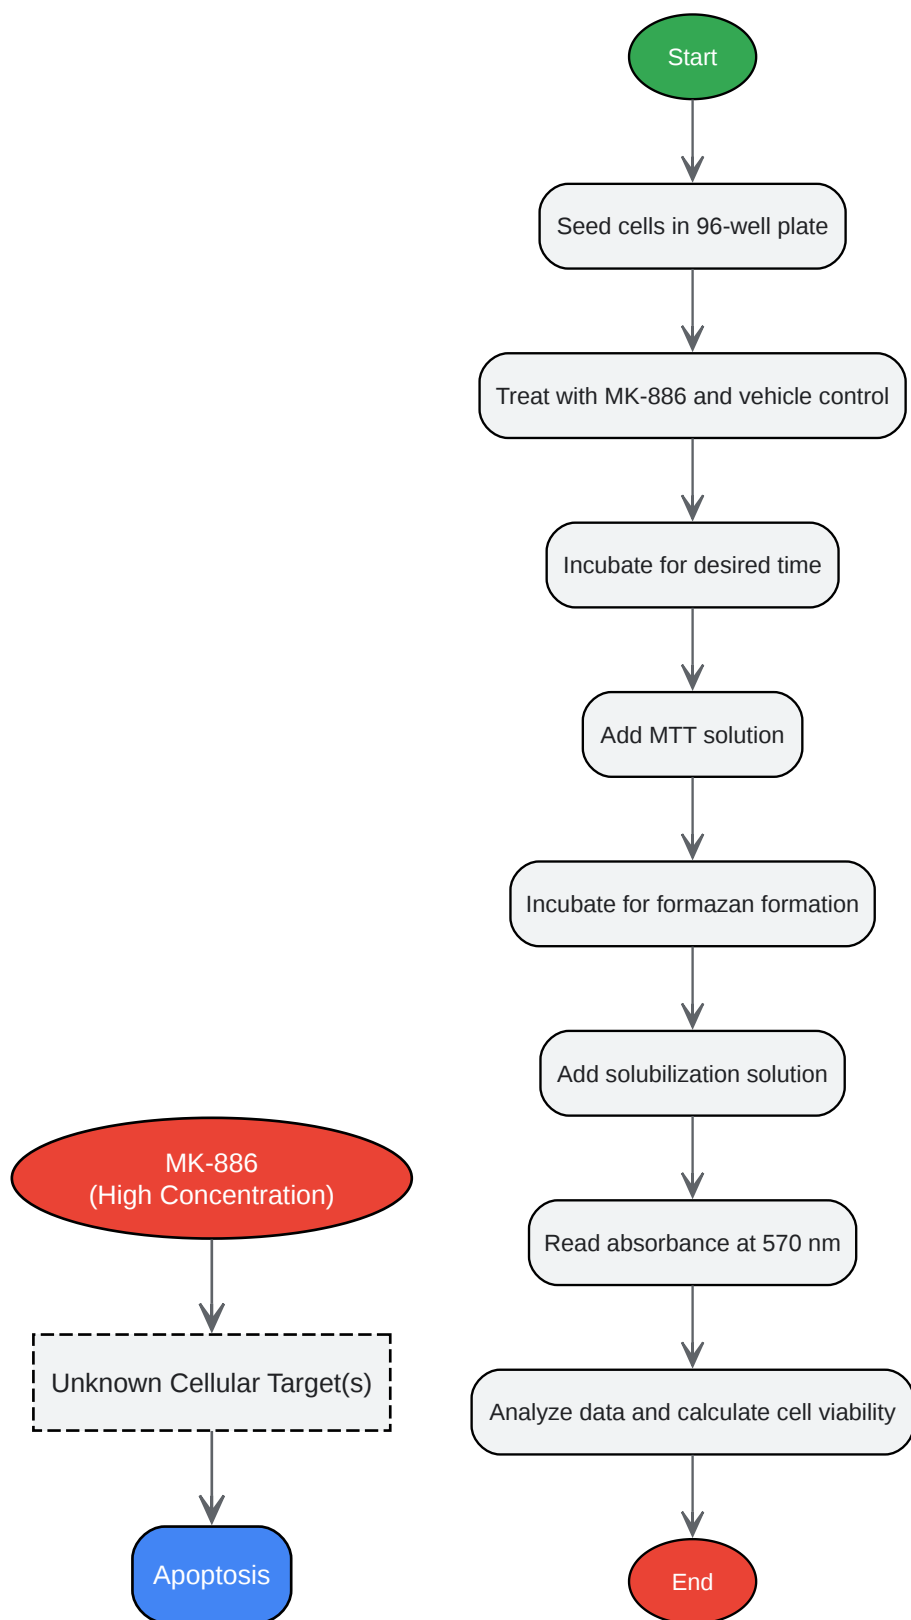 Start
Seed cells in 96-well plate
Treat with MK-886 and vehicle control
Incubate for desired time
Add MTT solution
Incubate for formazan formation
Add solubilization solution
Read absorbance at 570 nm
Analyze data and calculate cell viability
End
MK-886
(High Concentration)
Unknown Cellular Target(s)
Apoptosis